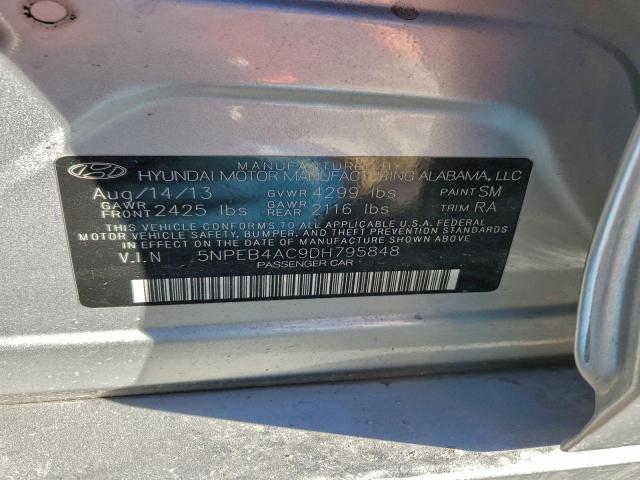 MANUFACTURED BY
HYUNDAI MOTOR MANUFACTURING ALABAMA, LLC
Aug/14/13 GVWR 4299 lbs PAINT SM
GAWR FRONT 2425 lbs GAWR REAR 2116 lbs TRIM RA
THIS VEHICLE CONFORMS TO ALL APPLICABLE U.S.A. FEDERAL
MOTOR VEHICLE SAFETY, BUMPER, AND THEFT PREVENTION STANDARDS IN
EFFECT ON THE DATE OF MANUFACTURE SHOWN ABOVE.
V.I.N 5NPEB4AC9DH795848
PASSENGER CAR